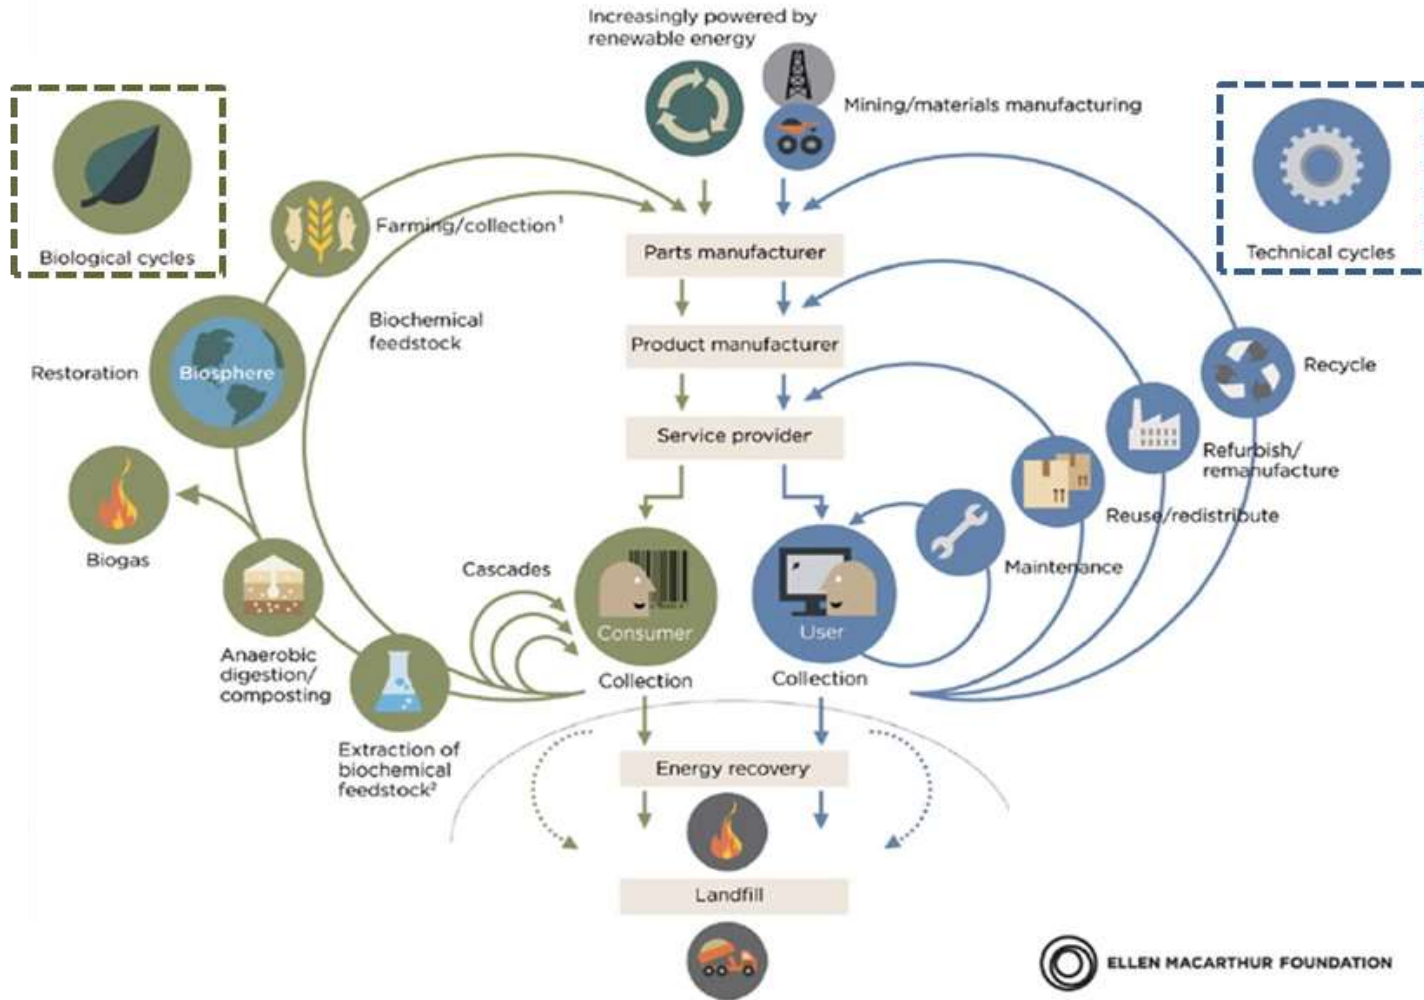 Increasingly powered by
renewable energy
Mining/materials manufacturing
Biological cycles
Technical cycles
Farming/collection¹
Parts manufacturer
Biochemical
feedstock
Product manufacturer
Restoration
Biosphere
Recycle
Service provider
Refurbish/
remanufacture
Reuse/redistribute
Biogas
Cascades
Maintenance
Consumer
User
Anaerobic
digestion/
composting
Collection
Collection
Extraction of
biochemical
feedstock²
Energy recovery
Landfill
ELLEN MACARTHUR FOUNDATION